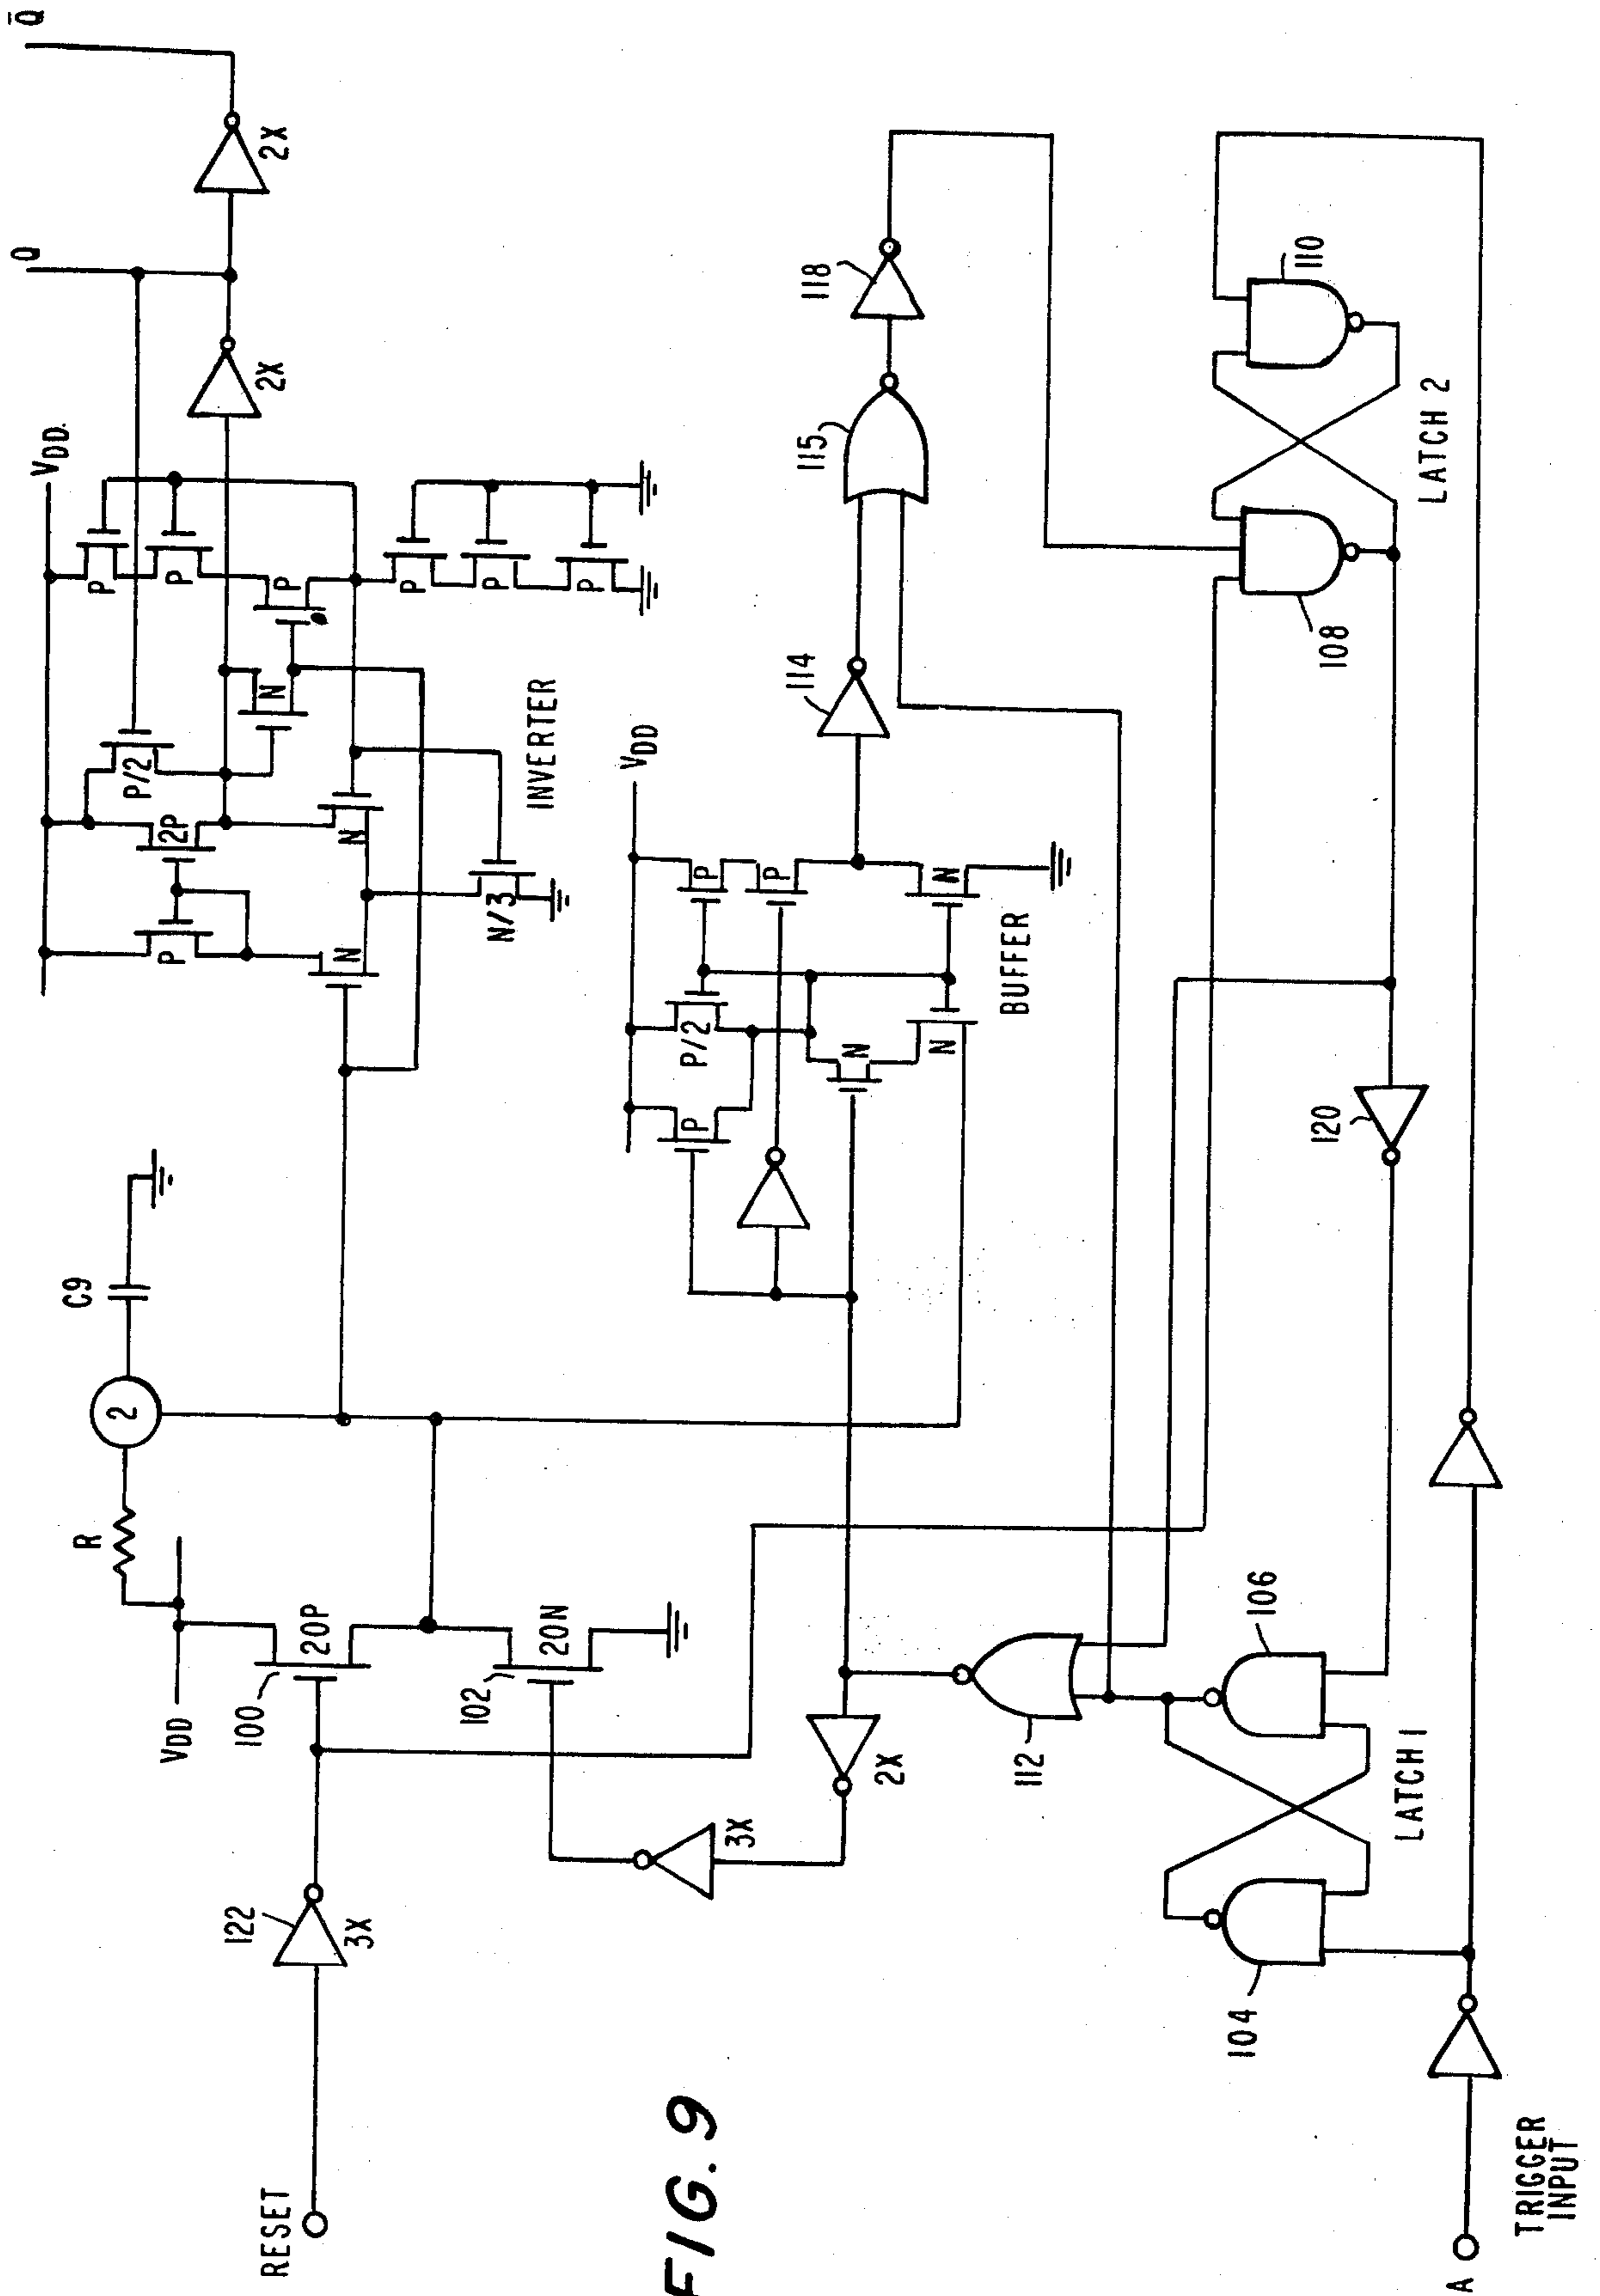 Q̄
Q
2X
2X
VDD
P
P
P
P
P
P
N
P/2
2P
N
P
N
N/3
INVERTER
C9
2
R
VDD
100
20P
102
20N
122
3X
RESET
3X
2X
VDD
P
P
P/2
P
N
N
N
BUFFER
114
115
118
110
108
LATCH 2
120
112
106
LATCH 1
104
A
TRIGGER
INPUT
FIG. 9